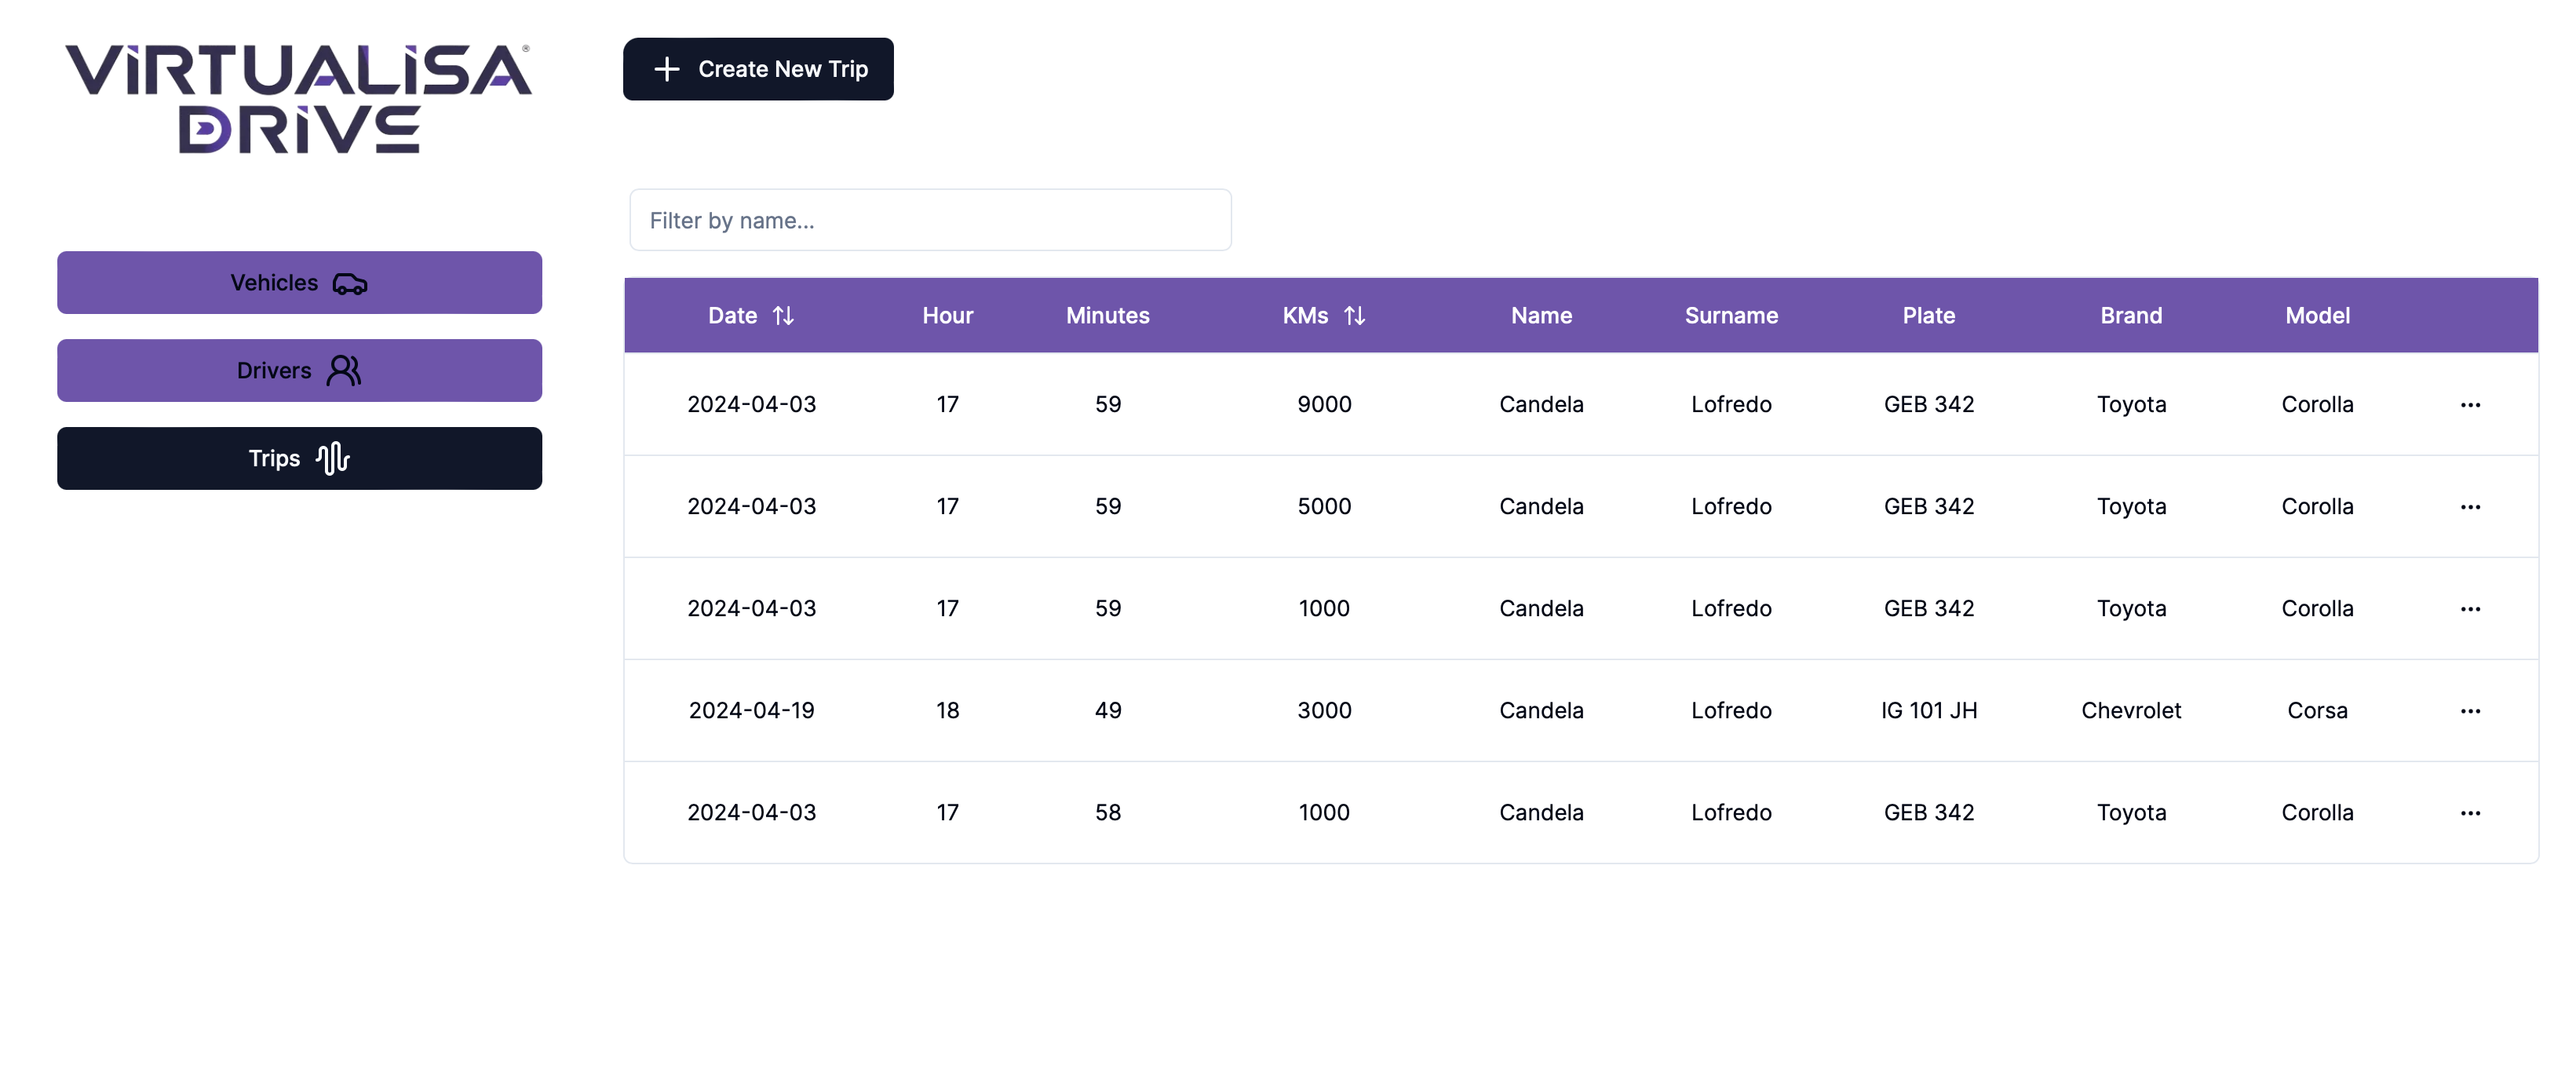 VIRTUALISA®
DRIVE
Create New Trip
Filter by name...
Vehicles
Drivers
Trips
Date Hour Minutes KMs Name Surname Plate Brand Model
2024-04-03 17 59 9000 Candela Lofredo GEB 342 Toyota Corolla ...
2024-04-03 17 59 5000 Candela Lofredo GEB 342 Toyota Corolla ...
2024-04-03 17 59 1000 Candela Lofredo GEB 342 Toyota Corolla ...
2024-04-19 18 49 3000 Candela Lofredo IG 101 JH Chevrolet Corsa ...
2024-04-03 17 58 1000 Candela Lofredo GEB 342 Toyota Corolla ...